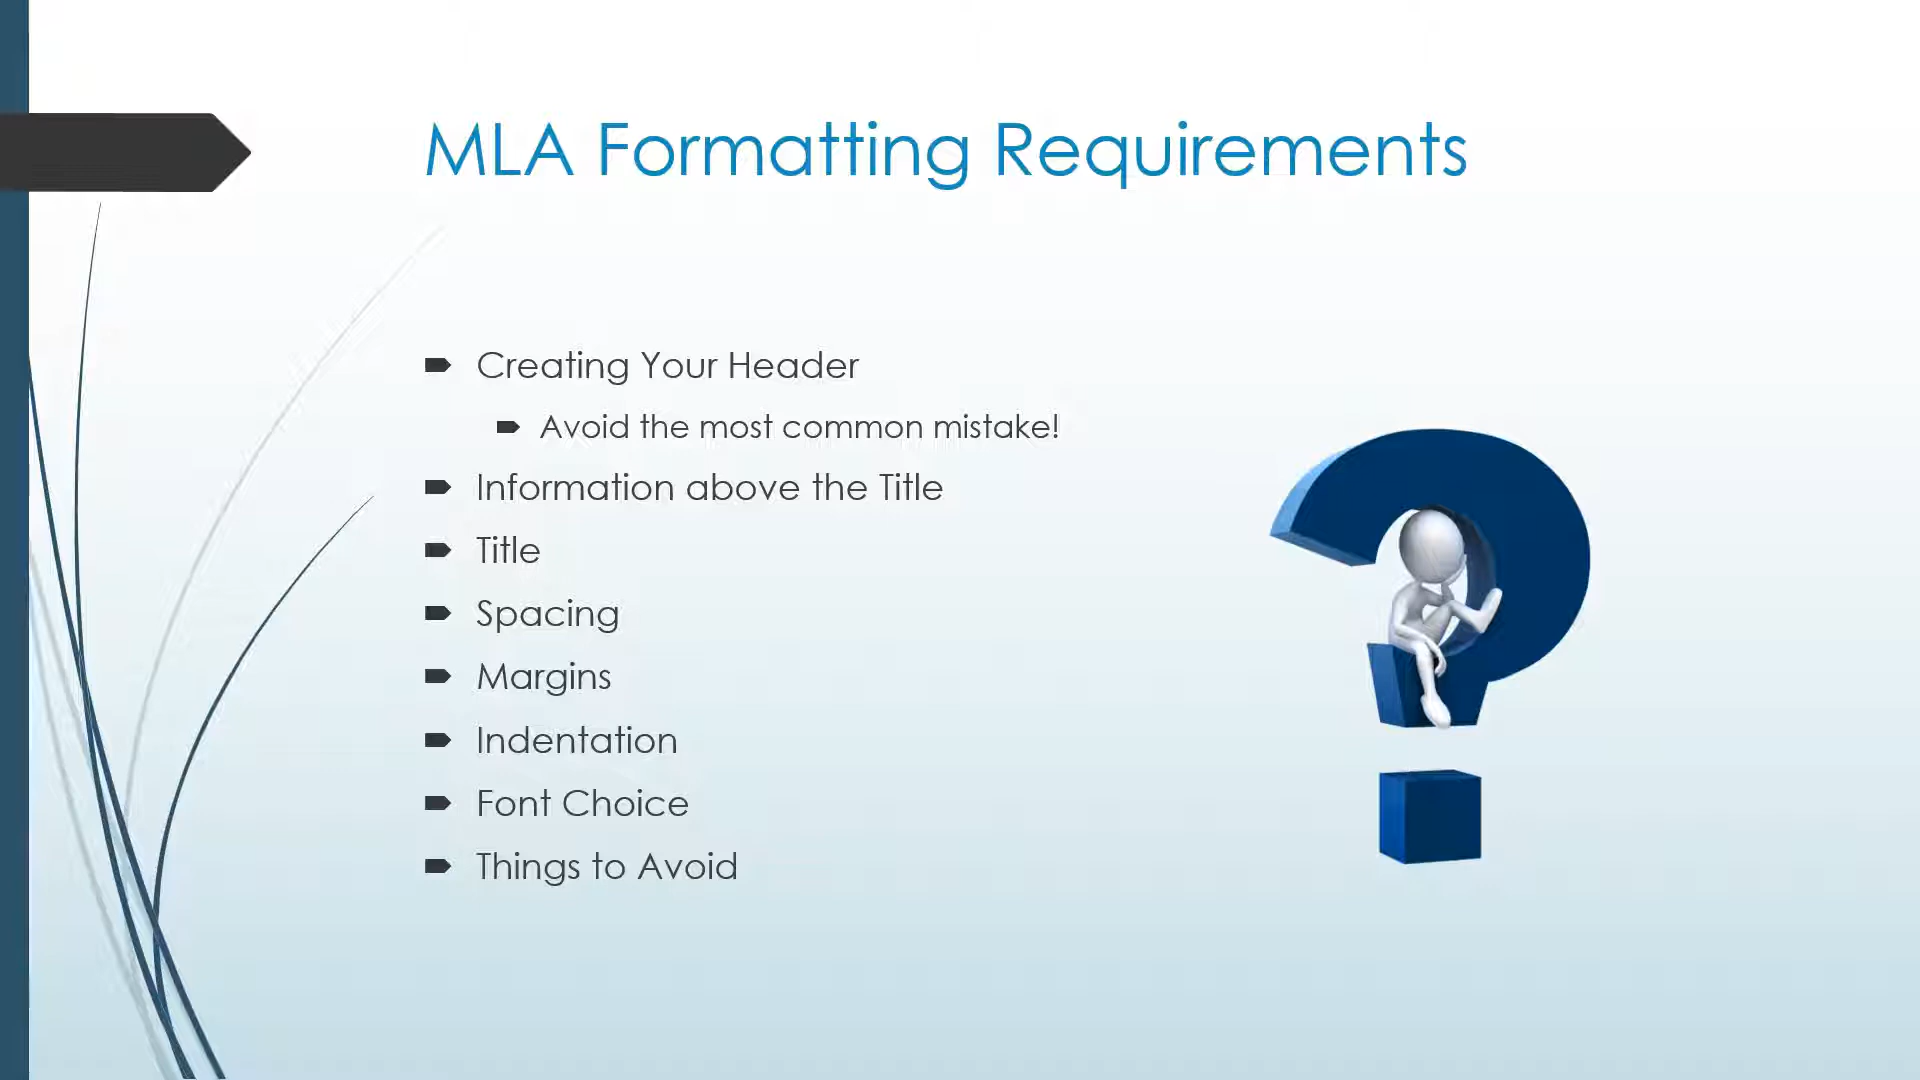 MLA Formatting Requirements
Creating Your Header
Avoid the most common mistake!
Information above the Title
Title
Spacing
Margins
Indentation
Font Choice
Things to Avoid